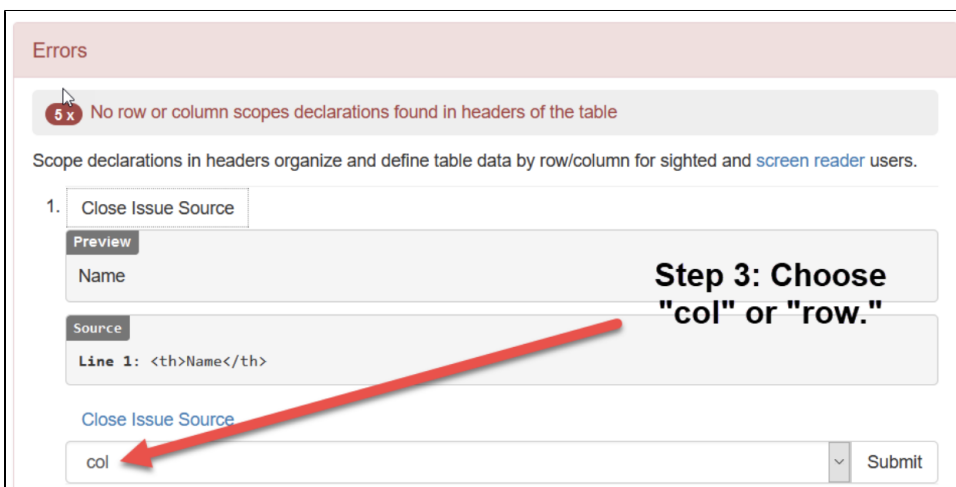 Errors
5 x No row or column scopes declarations found in headers of the table
Scope declarations in headers organize and define table data by row/column for sighted and screen reader users.
1. Close Issue Source
Preview
Name
Step 3: Choose
"col" or "row."
Source
Line 1: <th>Name</th>
Close Issue Source
col
Submit